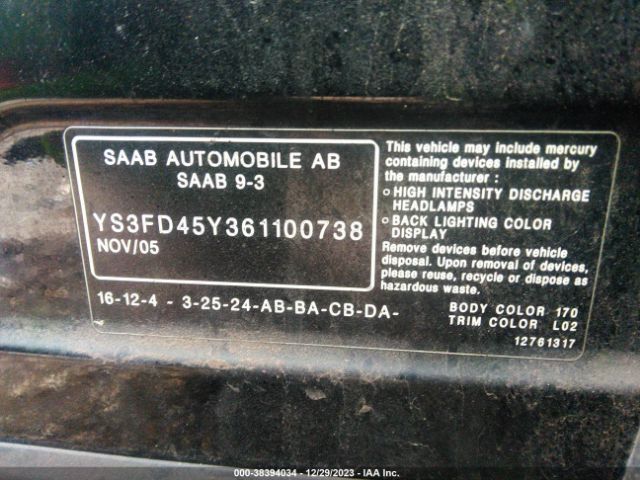 SAAB AUTOMOBILE AB
SAAB 9-3
YS3FD45Y361100738
NOV/05
16-12-4 - 3-25-24-AB-BA-CB-DA-
This vehicle may include mercury
containing devices installed by
the manufacturer :
○ HIGH INTENSITY DISCHARGE
HEADLAMPS
○ BACK LIGHTING COLOR
DISPLAY
Remove devices before vehicle
disposal. Upon removal of devices,
please reuse, recycle or dispose as
hazardous waste.
BODY COLOR 170
TRIM COLOR L02
12761317
000-38394034 - 12/29/2023 - IAA Inc.